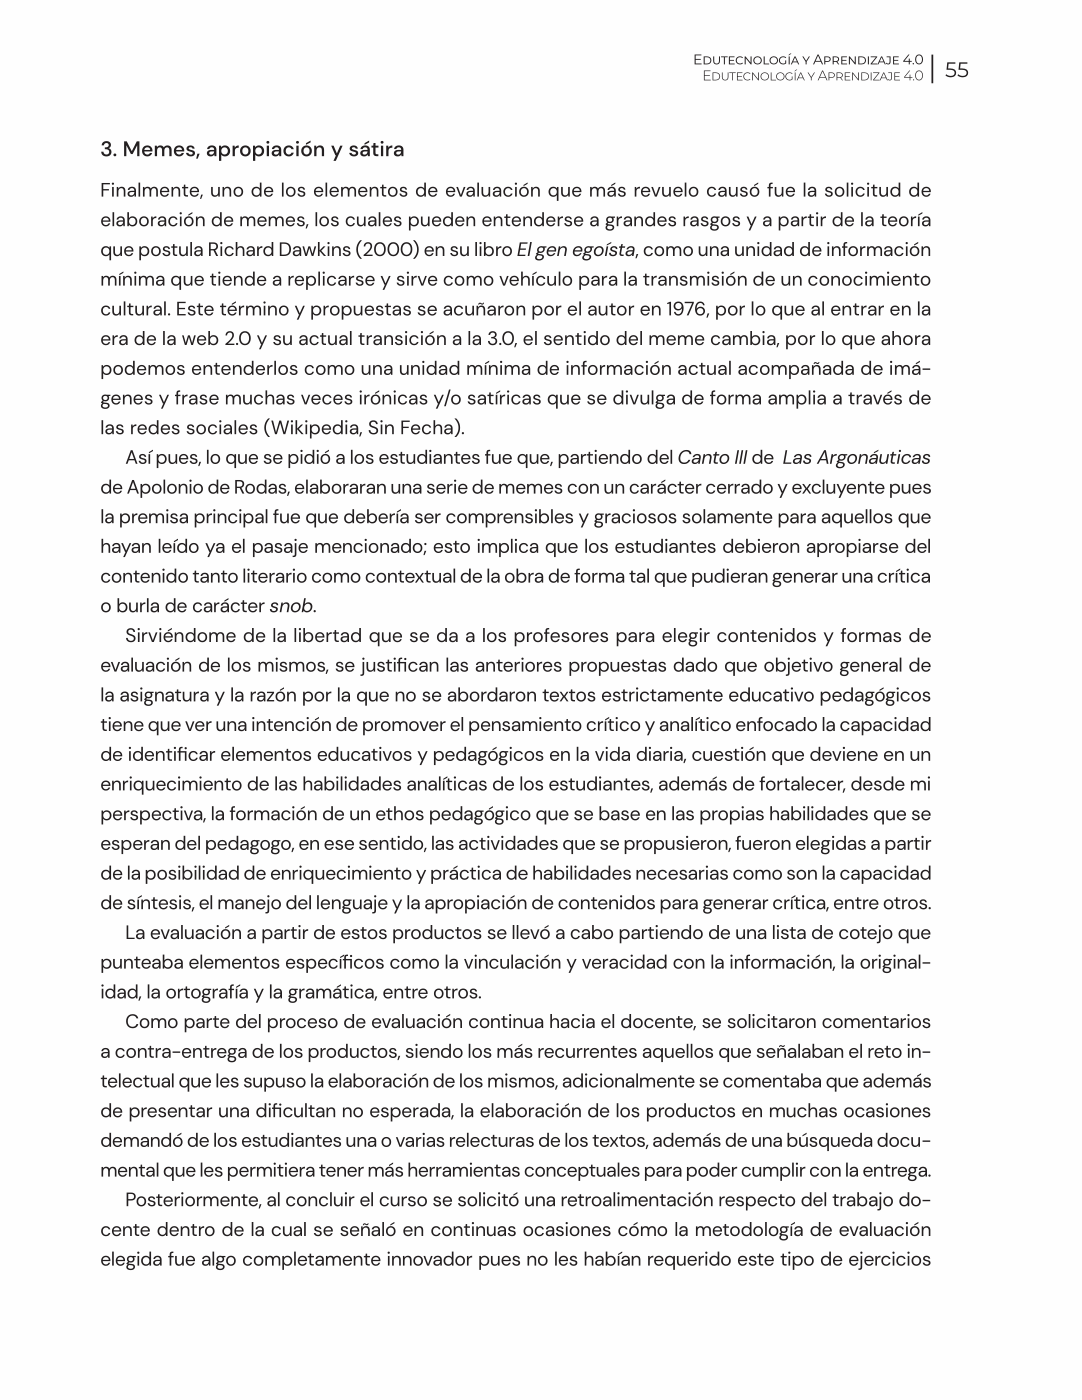 Edutecnología y Aprendizaje 4.0
Edutecnología y Aprendizaje 4.0
55
3. Memes, apropiación y sátira
Finalmente, uno de los elementos de evaluación que más revuelo causó fue la solicitud de
elaboración de memes, los cuales pueden entenderse a grandes rasgos y a partir de la teoría
que postula Richard Dawkins (2000) en su libro El gen egoísta, como una unidad de información
mínima que tiende a replicarse y sirve como vehículo para la transmisión de un conocimiento
cultural. Este término y propuestas se acuñaron por el autor en 1976, por lo que al entrar en la
era de la web 2.0 y su actual transición a la 3.0, el sentido del meme cambia, por lo que ahora
podemos entenderlos como una unidad mínima de información actual acompañada de imá-
genes y frase muchas veces irónicas y/o satíricas que se divulga de forma amplia a través de
las redes sociales (Wikipedia, Sin Fecha).
Así pues, lo que se pidió a los estudiantes fue que, partiendo del Canto III de Las Argonáuticas
de Apolonio de Rodas, elaboraran una serie de memes con un carácter cerrado y excluyente pues
la premisa principal fue que debería ser comprensibles y graciosos solamente para aquellos que
hayan leído ya el pasaje mencionado; esto implica que los estudiantes debieron apropiarse del
contenido tanto literario como contextual de la obra de forma tal que pudieran generar una crítica
o burla de carácter snob.
Sirviéndome de la libertad que se da a los profesores para elegir contenidos y formas de
evaluación de los mismos, se justifican las anteriores propuestas dado que objetivo general de
la asignatura y la razón por la que no se abordaron textos estrictamente educativo pedagógicos
tiene que ver una intención de promover el pensamiento crítico y analítico enfocado la capacidad
de identificar elementos educativos y pedagógicos en la vida diaria, cuestión que deviene en un
enriquecimiento de las habilidades analíticas de los estudiantes, además de fortalecer, desde mi
perspectiva, la formación de un ethos pedagógico que se base en las propias habilidades que se
esperan del pedagogo, en ese sentido, las actividades que se propusieron, fueron elegidas a partir
de la posibilidad de enriquecimiento y práctica de habilidades necesarias como son la capacidad
de síntesis, el manejo del lenguaje y la apropiación de contenidos para generar crítica, entre otros.
La evaluación a partir de estos productos se llevó a cabo partiendo de una lista de cotejo que
punteaba elementos específicos como la vinculación y veracidad con la información, la original-
idad, la ortografía y la gramática, entre otros.
Como parte del proceso de evaluación continua hacia el docente, se solicitaron comentarios
a contra-entrega de los productos, siendo los más recurrentes aquellos que señalaban el reto in-
telectual que les supuso la elaboración de los mismos, adicionalmente se comentaba que además
de presentar una dificultan no esperada, la elaboración de los productos en muchas ocasiones
demandó de los estudiantes una o varias relecturas de los textos, además de una búsqueda docu-
mental que les permitiera tener más herramientas conceptuales para poder cumplir con la entrega.
Posteriormente, al concluir el curso se solicitó una retroalimentación respecto del trabajo do-
cente dentro de la cual se señaló en continuas ocasiones cómo la metodología de evaluación
elegida fue algo completamente innovador pues no les habían requerido este tipo de ejercicios